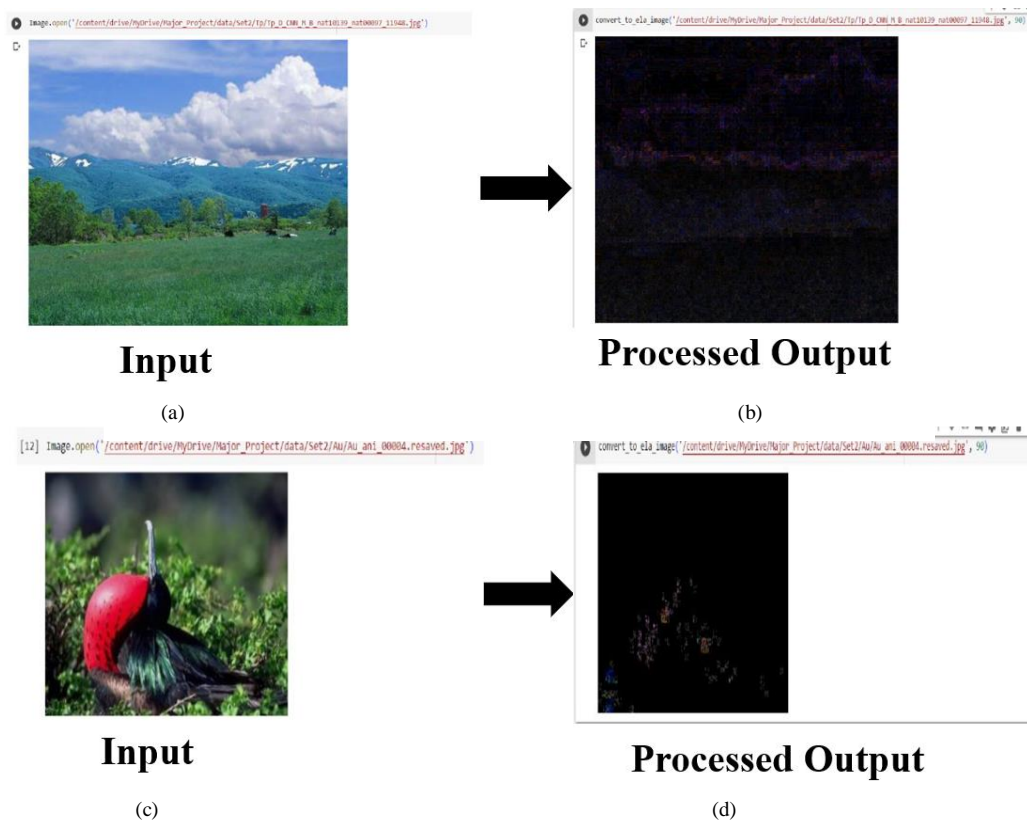 Image.open('/content/drive/MyDrive/Major_Project/data/Set2/Tp/Tp_D_CNN_M_B_nat10139_nat00097_11948.jpg')
convert_to_ela_image('/content/drive/MyDrive/Major_Project/data/Set2/Tp/Tp_D_CNN_M_B_nat10139_nat00097_11948.jpg', 90)
Input
Processed Output
(a)
(b)
[12] Image.open('/content/drive/MyDrive/Major_Project/data/Set2/Au/Au_ani_00004.resaved.jpg')
convert_to_ela_image('/content/drive/MyDrive/Major_Project/data/Set2/Au/Au_ani_00004.resaved.jpg', 90)
Input
Processed Output
(c)
(d)